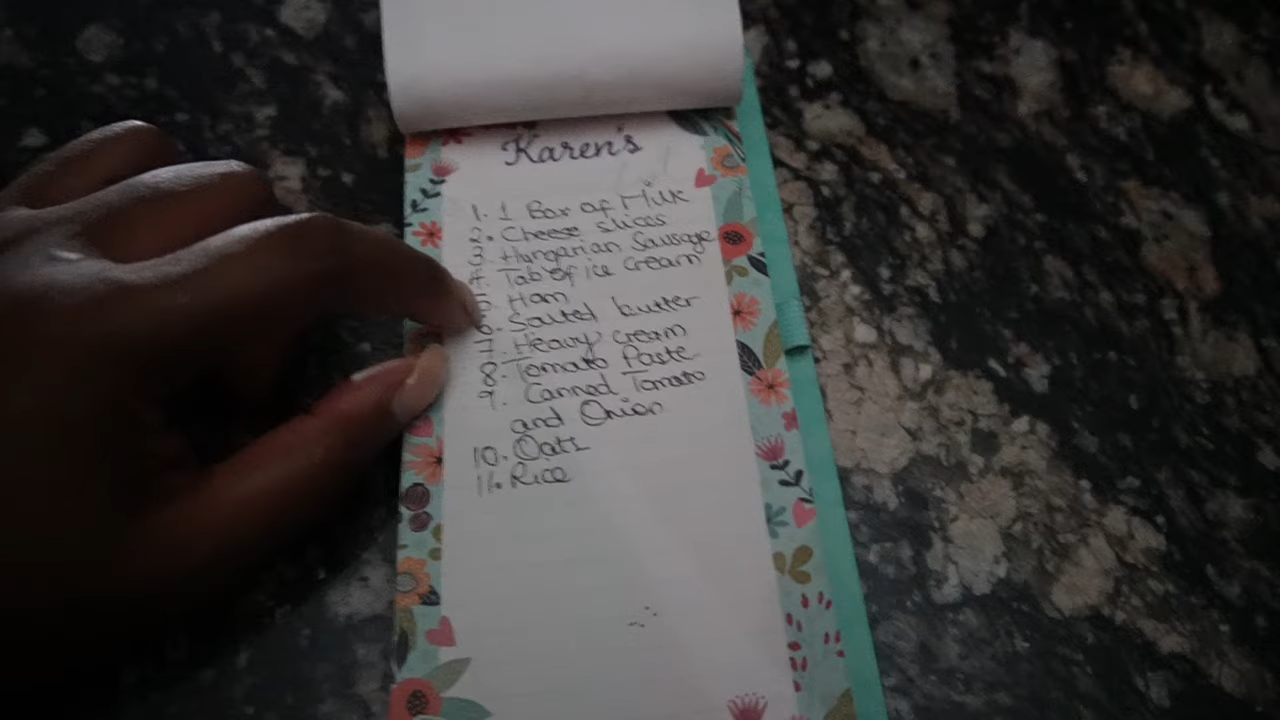 Karen's
1. 1 Box of Milk
2. Cheese slices
3. Hungarian Sausage
4. Tab of ice cream
5. Ham
6. Salted butter
7. Heavy cream
8. Tomato Paste
9. Canned Tomato
and Onion
10. Oats
11. Rice